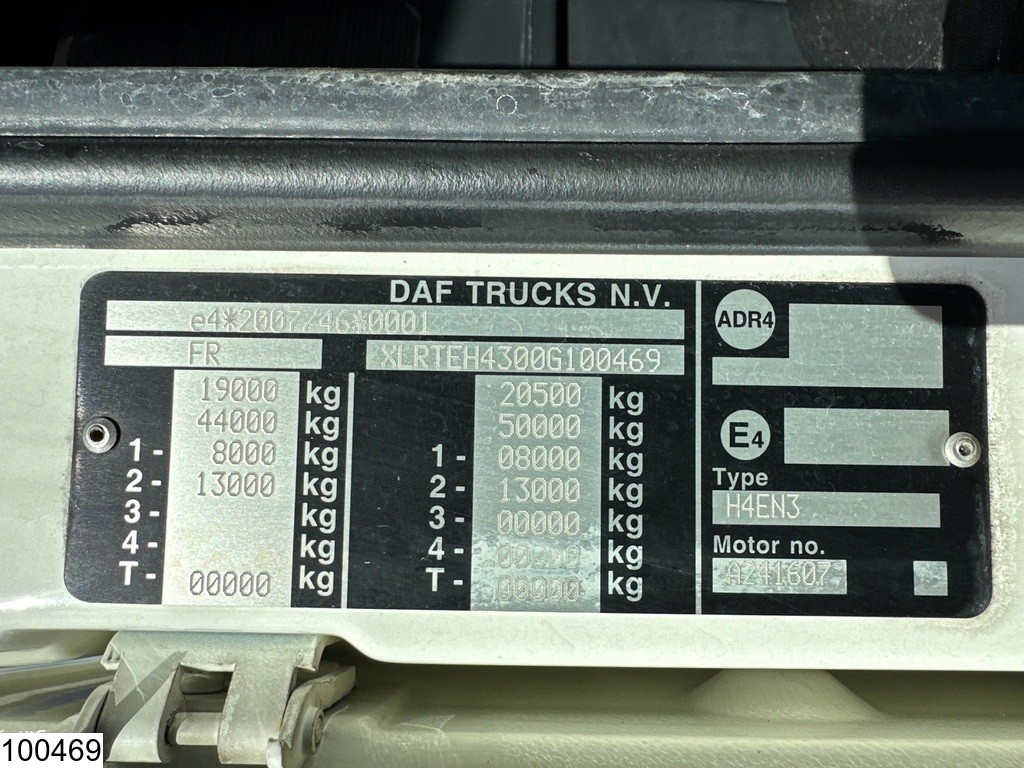 DAF TRUCKS N.V.
e4*2007/46*0001
FR XLRTEH4300G100469
19000 kg 20500 kg
44000 kg 50000 kg
1- 8000 kg 1- 08000 kg
2- 13000 kg 2- 13000 kg
3- kg 3- 00000 kg
4- kg 4- 00000 kg
T- 00000 kg T- 00000 kg
ADR4
E4
Type
H4EN3
Motor no.
A241607
100469